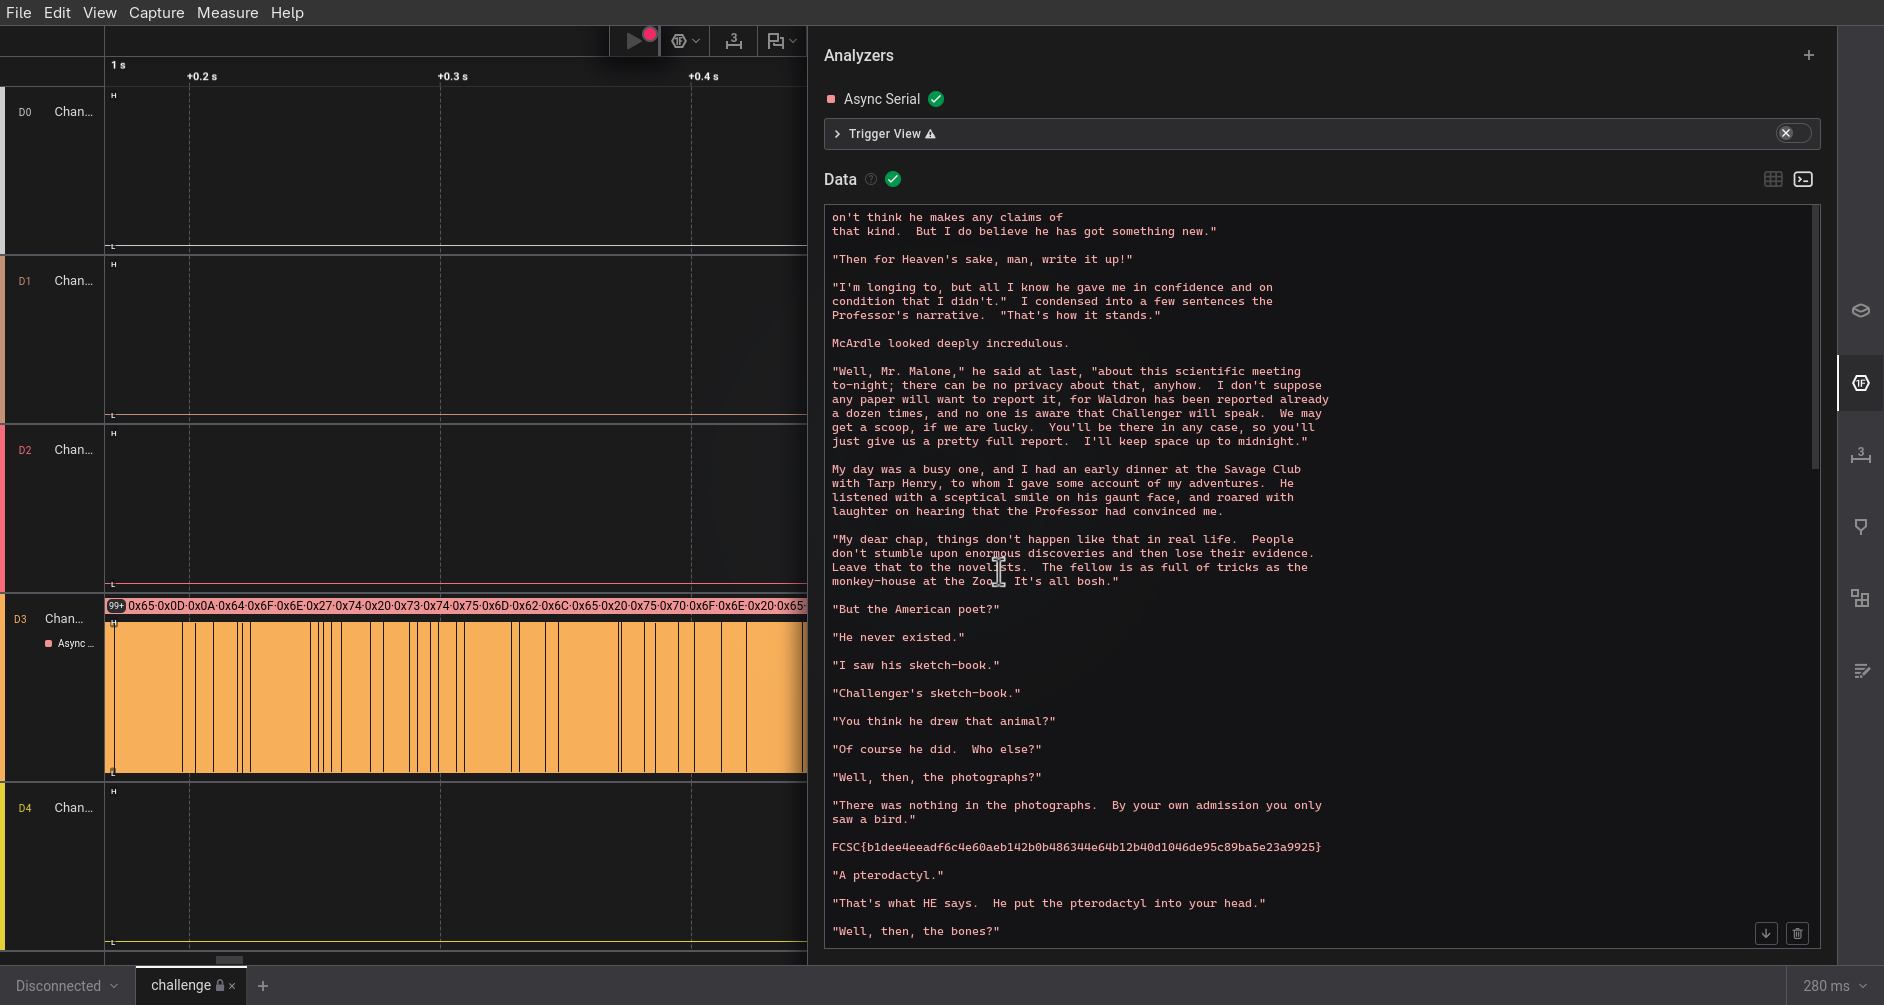 File Edit View Capture Measure Help
1 s
+0.2 s +0.3 s +0.4 s
D0 Chan...
H
L
D1 Chan...
H
L
D2 Chan...
H
L
D3 Chan...
Async ...
99+ 0x65·0x0D·0x0A·0x64·0x6F·0x6E·0x27·0x74·0x20·0x73·0x74·0x75·0x6D·0x62·0x6C·0x65·0x20·0x75·0x70·0x6F·0x6E·0x20·0x65·
H
L
D4 Chan...
H
L
Analyzers
Async Serial
Trigger View
Data
on't think he makes any claims of
that kind.  But I do believe he has got something new."
"Then for Heaven's sake, man, write it up!"
"I'm longing to, but all I know he gave me in confidence and on
condition that I didn't."  I condensed into a few sentences the
Professor's narrative.  "That's how it stands."
McArdle looked deeply incredulous.
"Well, Mr. Malone," he said at last, "about this scientific meeting
to-night; there can be no privacy about that, anyhow.  I don't suppose
any paper will want to report it, for Waldron has been reported already
a dozen times, and no one is aware that Challenger will speak.  We may
get a scoop, if we are lucky.  You'll be there in any case, so you'll
just give us a pretty full report.  I'll keep space up to midnight."
My day was a busy one, and I had an early dinner at the Savage Club
with Tarp Henry, to whom I gave some account of my adventures.  He
listened with a sceptical smile on his gaunt face, and roared with
laughter on hearing that the Professor had convinced me.
"My dear chap, things don't happen like that in real life.  People
don't stumble upon enormous discoveries and then lose their evidence.
Leave that to the novelists.  The fellow is as full of tricks as the
monkey-house at the Zoo.  It's all bosh."
"But the American poet?"
"He never existed."
"I saw his sketch-book."
"Challenger's sketch-book."
"You think he drew that animal?"
"Of course he did.  Who else?"
"Well, then, the photographs?"
"There was nothing in the photographs.  By your own admission you only
saw a bird."
FCSC{b1dee4eeadf6c4e60aeb142b0b486344e64b12b40d1046de95c89ba5e23a9925}
"A pterodactyl."
"That's what HE says.  He put the pterodactyl into your head."
"Well, then, the bones?"
Disconnected
challenge
280 ms